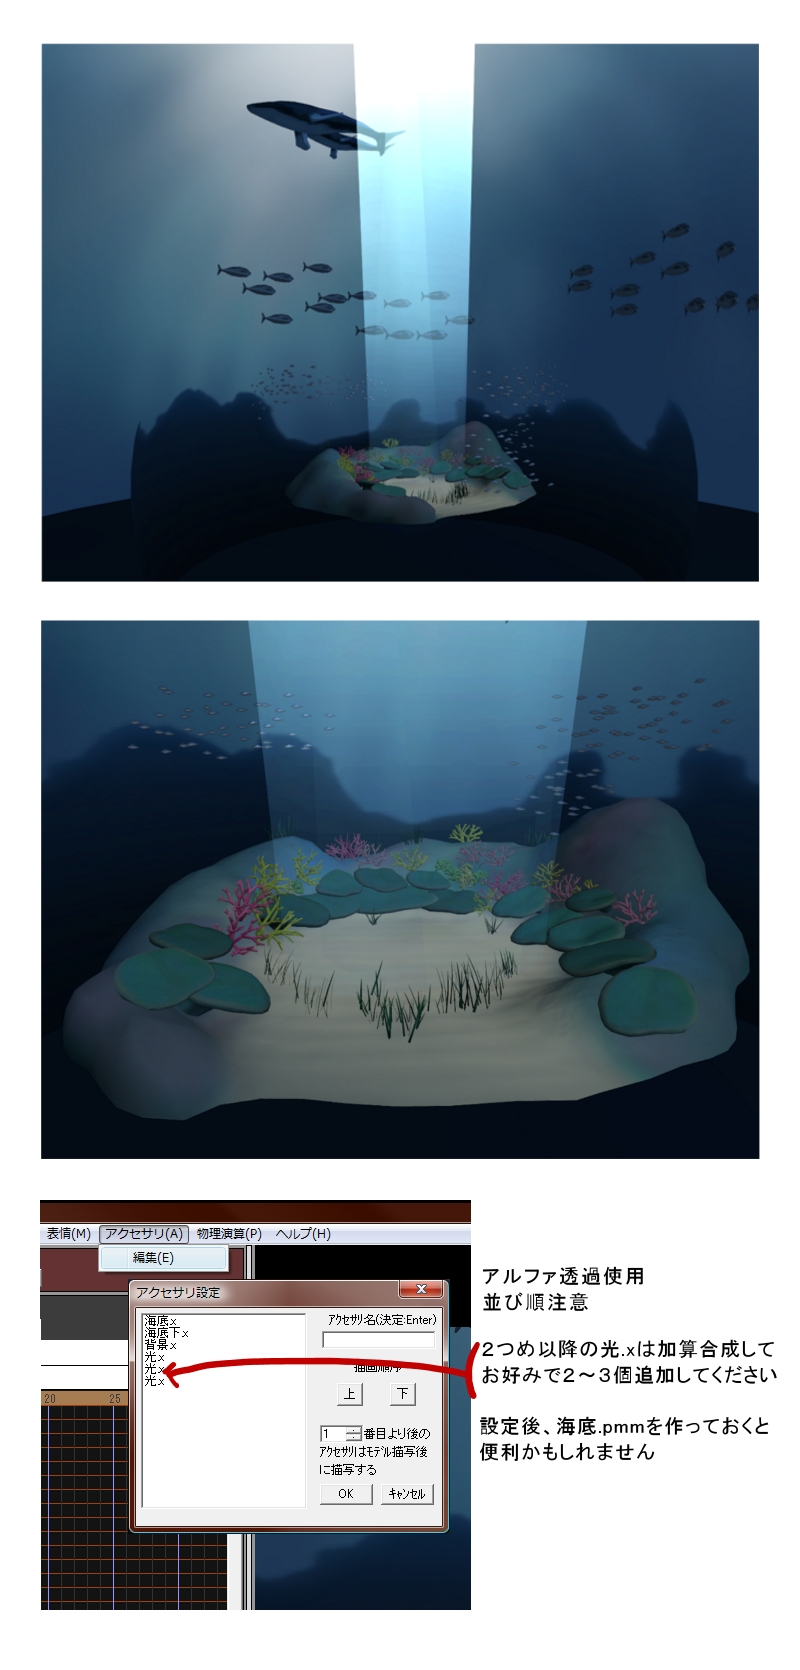 表情(M) アクセサリ(A) 物理演算(P) ヘルプ(H)
編集(E)
アクセサリ設定
海底.x
海底下.x
背景.x
光.x
光.x
光.x
アクセサリ名(決定:Enter)
描画順序
上 下
1 番目より後の
アクセサリはモデル描写後
に描写する
OK キャンセル
20 25
アルファ透過使用
並び順注意
２つめ以降の光.xは加算合成して
お好みで２～３個追加してください
設定後、海底.pmmを作っておくと
便利かもしれません